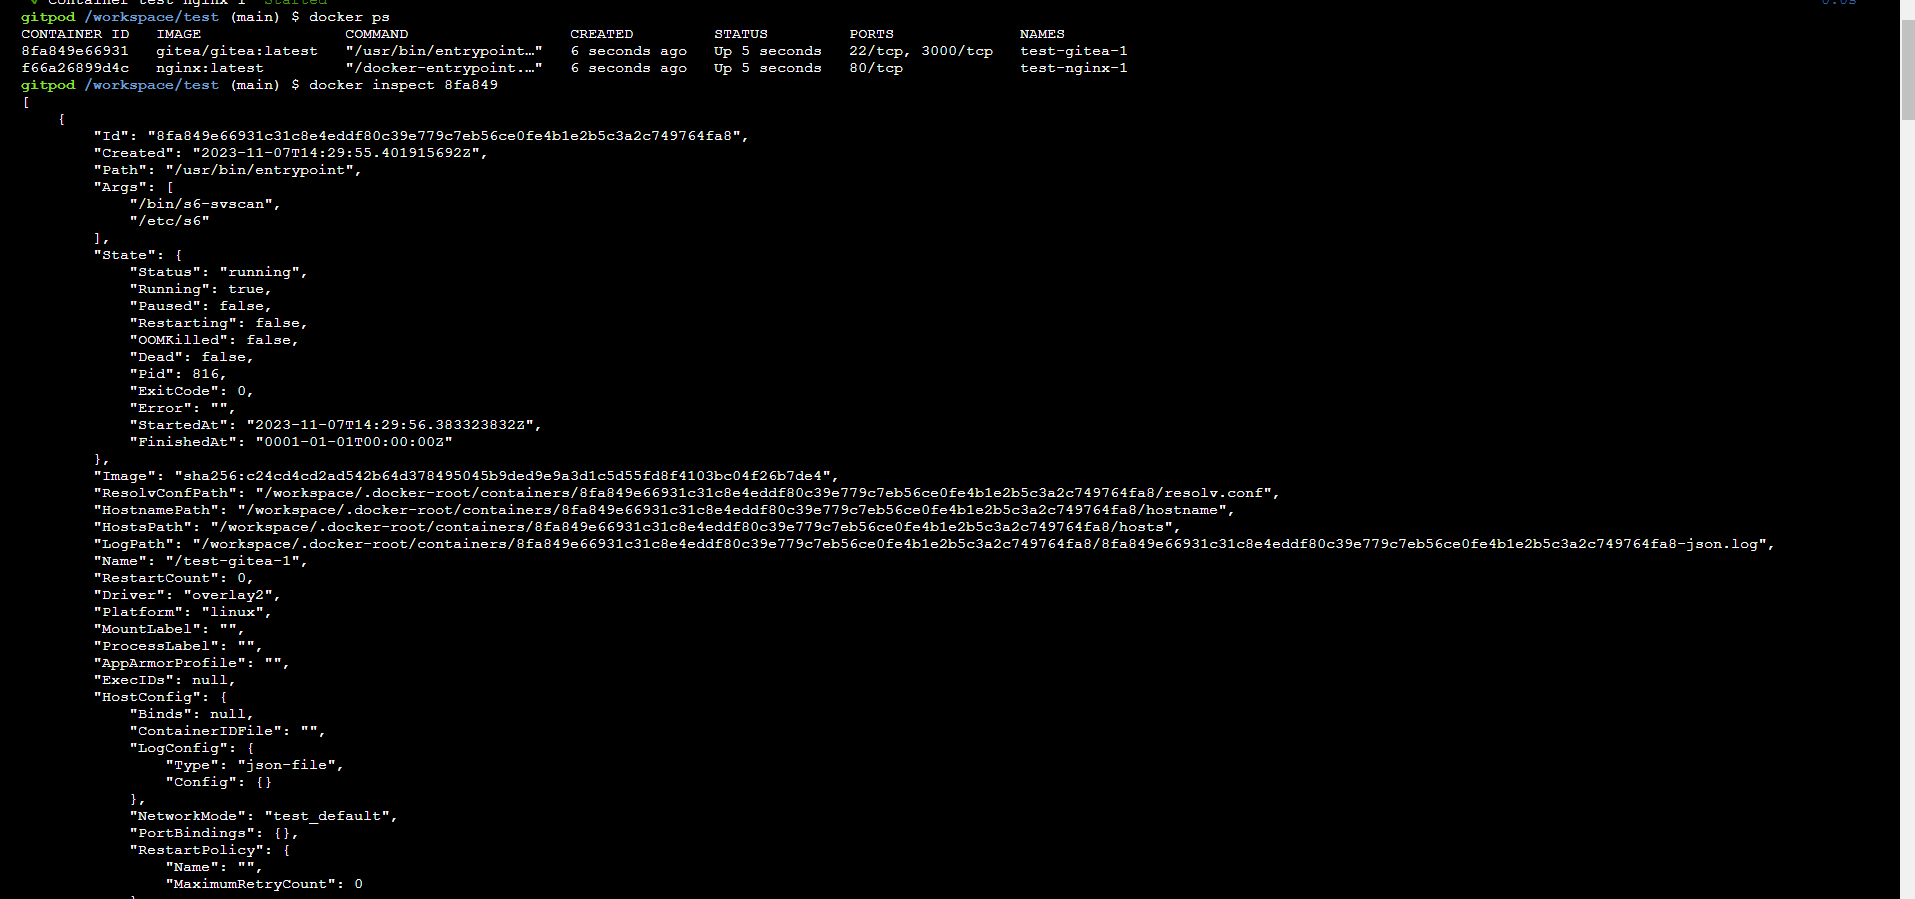 Container test-nginx-1  Started 0.0s
gitpod /workspace/test (main) $ docker ps
CONTAINER ID   IMAGE                COMMAND                  CREATED         STATUS         PORTS              NAMES
8fa849e66931   gitea/gitea:latest   "/usr/bin/entrypoint…"   6 seconds ago   Up 5 seconds   22/tcp, 3000/tcp   test-gitea-1
f66a26899d4c   nginx:latest         "/docker-entrypoint.…"   6 seconds ago   Up 5 seconds   80/tcp             test-nginx-1
gitpod /workspace/test (main) $ docker inspect 8fa849
[
    {
        "Id": "8fa849e66931c31c8e4eddf80c39e779c7eb56ce0fe4b1e2b5c3a2c749764fa8",
        "Created": "2023-11-07T14:29:55.401915692Z",
        "Path": "/usr/bin/entrypoint",
        "Args": [
            "/bin/s6-svscan",
            "/etc/s6"
        ],
        "State": {
            "Status": "running",
            "Running": true,
            "Paused": false,
            "Restarting": false,
            "OOMKilled": false,
            "Dead": false,
            "Pid": 816,
            "ExitCode": 0,
            "Error": "",
            "StartedAt": "2023-11-07T14:29:56.383323832Z",
            "FinishedAt": "0001-01-01T00:00:00Z"
        },
        "Image": "sha256:c24cd4cd2ad542b64d378495045b9ded9e9a3d1c5d55fd8f4103bc04f26b7de4",
        "ResolvConfPath": "/workspace/.docker-root/containers/8fa849e66931c31c8e4eddf80c39e779c7eb56ce0fe4b1e2b5c3a2c749764fa8/resolv.conf",
        "HostnamePath": "/workspace/.docker-root/containers/8fa849e66931c31c8e4eddf80c39e779c7eb56ce0fe4b1e2b5c3a2c749764fa8/hostname",
        "HostsPath": "/workspace/.docker-root/containers/8fa849e66931c31c8e4eddf80c39e779c7eb56ce0fe4b1e2b5c3a2c749764fa8/hosts",
        "LogPath": "/workspace/.docker-root/containers/8fa849e66931c31c8e4eddf80c39e779c7eb56ce0fe4b1e2b5c3a2c749764fa8/8fa849e66931c31c8e4eddf80c39e779c7eb56ce0fe4b1e2b5c3a2c749764fa8-json.log",
        "Name": "/test-gitea-1",
        "RestartCount": 0,
        "Driver": "overlay2",
        "Platform": "linux",
        "MountLabel": "",
        "ProcessLabel": "",
        "AppArmorProfile": "",
        "ExecIDs": null,
        "HostConfig": {
            "Binds": null,
            "ContainerIDFile": "",
            "LogConfig": {
                "Type": "json-file",
                "Config": {}
            },
            "NetworkMode": "test_default",
            "PortBindings": {},
            "RestartPolicy": {
                "Name": "",
                "MaximumRetryCount": 0